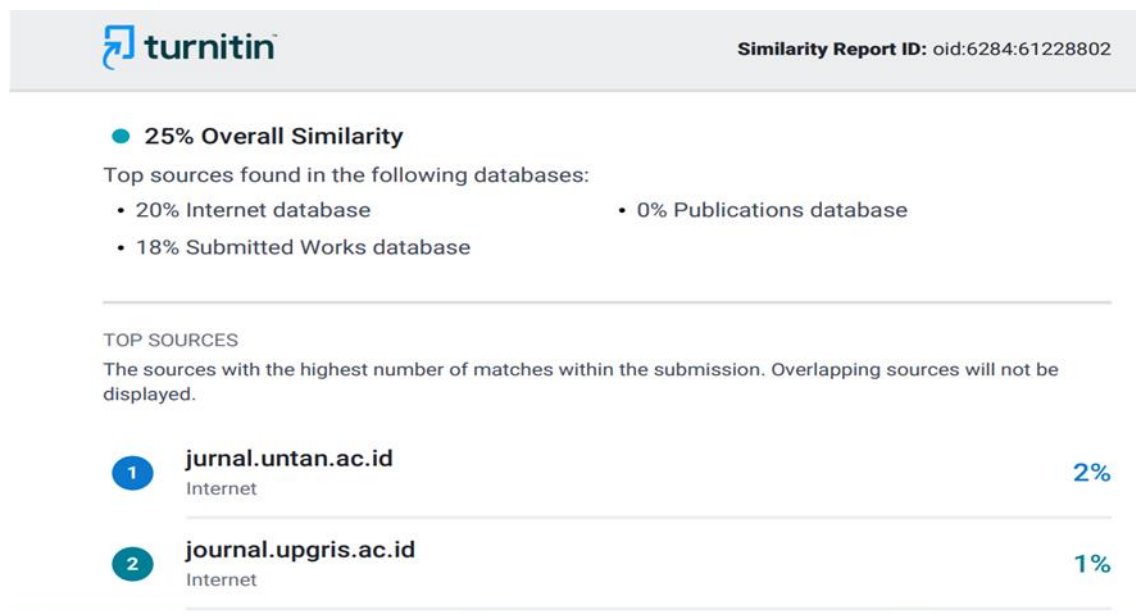 turnitin
Similarity Report ID: oid:6284:61228802
25% Overall Similarity
Top sources found in the following databases:
• 20% Internet database
• 0% Publications database
• 18% Submitted Works database
TOP SOURCES
The sources with the highest number of matches within the submission. Overlapping sources will not be
displayed.
1
jurnal.untan.ac.id
2%
Internet
2
journal.upgris.ac.id
1%
Internet